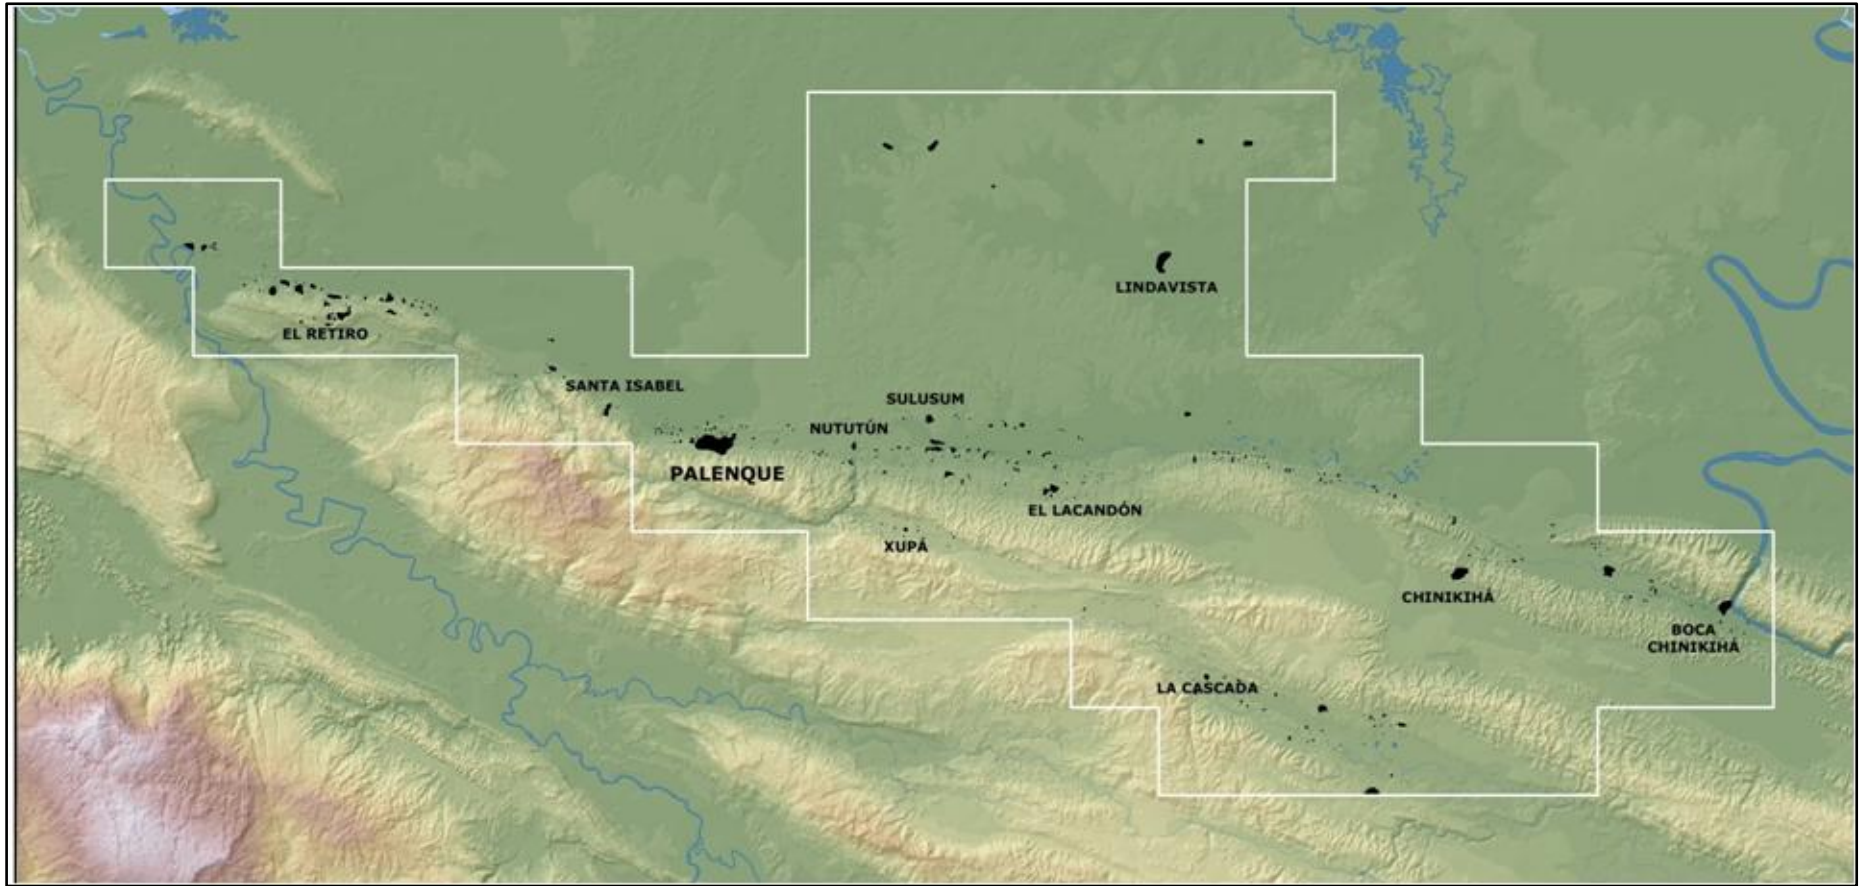 LINDAVISTA
EL RETIRO
SANTA ISABEL
SULUSUM
NUTUTÚN
PALENQUE
EL LACANDÓN
XUPÁ
CHINIKIHÁ
BOCA
CHINIKIHÁ
LA CASCADA